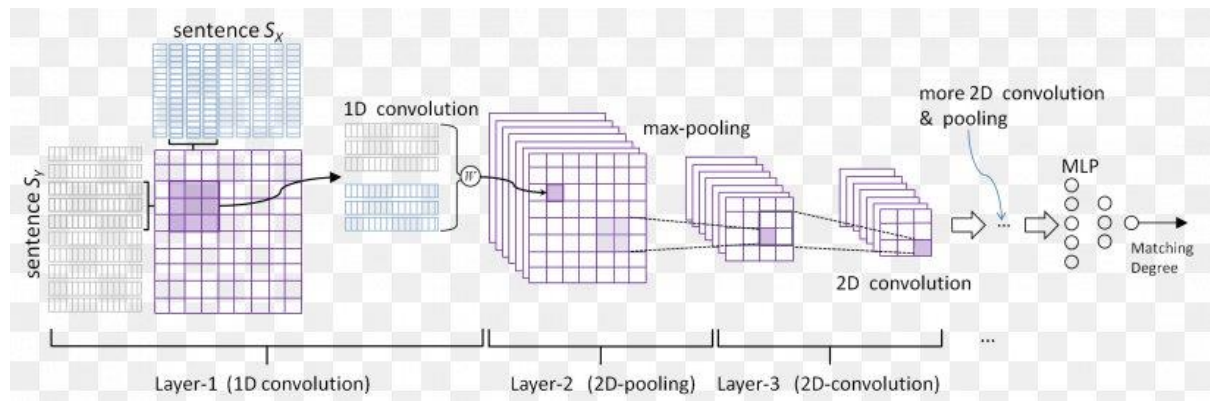 sentence SX
sentence SY
1D convolution
W
max-pooling
2D convolution
more 2D convolution
& pooling
...
MLP
Matching
Degree
Layer-1 (1D convolution)
Layer-2 (2D-pooling)
Layer-3 (2D-convolution)
...